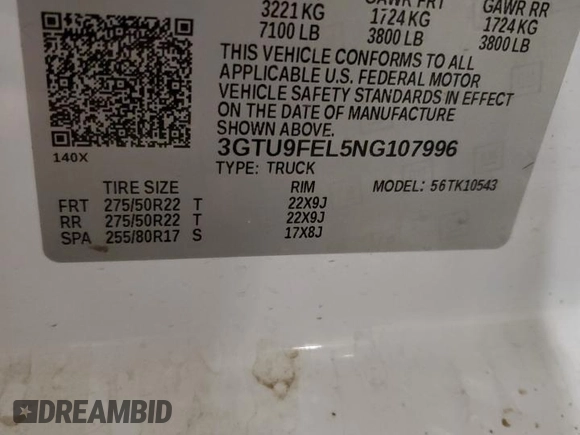 GAWR FRT GAWR RR
3221 KG 1724 KG 1724 KG
7100 LB 3800 LB 3800 LB
THIS VEHICLE CONFORMS TO ALL
APPLICABLE U.S. FEDERAL MOTOR
VEHICLE SAFETY STANDARDS IN EFFECT
ON THE DATE OF MANUFACTURE
SHOWN ABOVE.
140X
3GTU9FEL5NG107996
TYPE: TRUCK
TIRE SIZE RIM MODEL: 56TK10543
FRT 275/50R22 T 22X9J
RR 275/50R22 T 22X9J
SPA 255/80R17 S 17X8J
DREAMBID